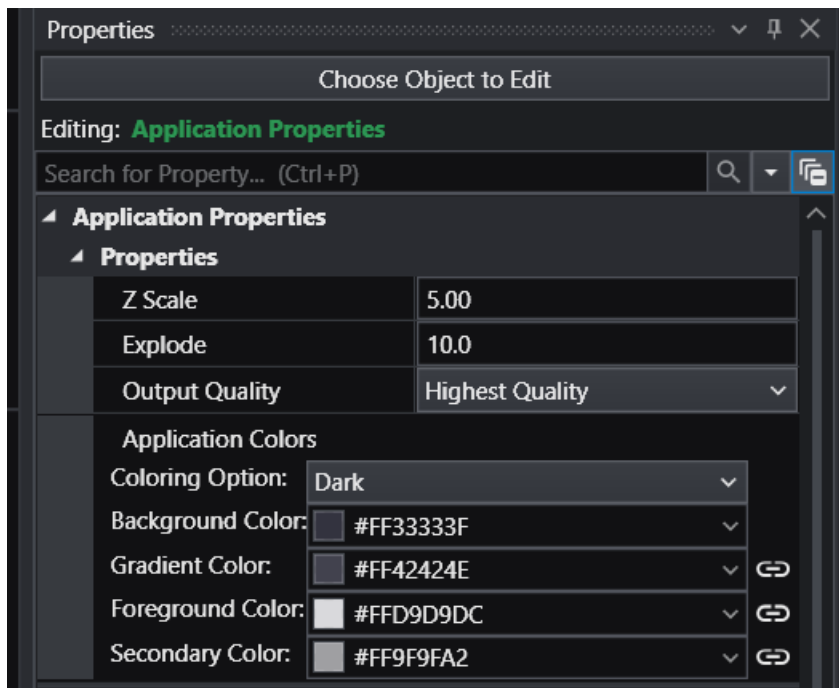 Properties
Choose Object to Edit
Editing: Application Properties
Search for Property... (Ctrl+P)
Application Properties
Properties
Z Scale 5.00
Explode 10.0
Output Quality Highest Quality
Application Colors
Coloring Option: Dark
Background Color: #FF33333F
Gradient Color: #FF42424E
Foreground Color: #FFD9D9DC
Secondary Color: #FF9F9FA2